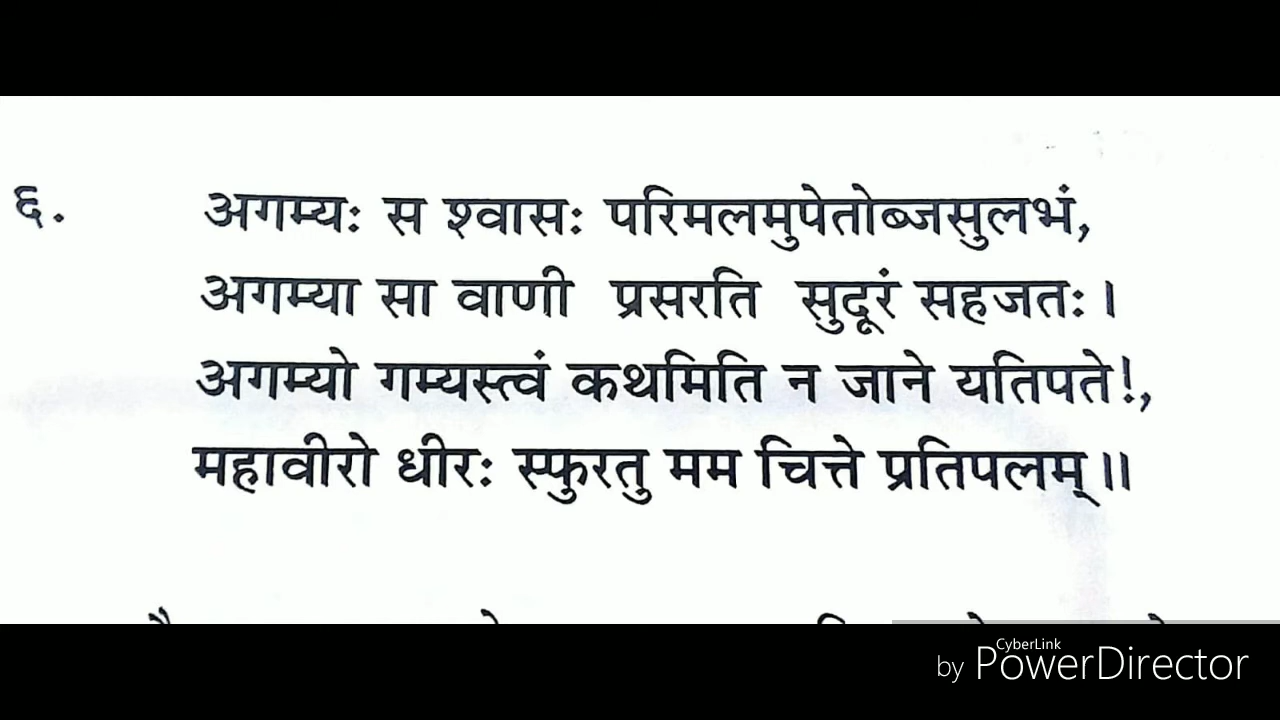 ६. अगम्यः स श्वासः परिमलमुपेतोब्जसुलभं,
अगम्या सा वाणी प्रसरति सुदूरं सहजतः।
अगम्यो गम्यस्त्वं कथमिति न जाने यतिपते!,
महावीरो धीरः स्फुरतु मम चित्ते प्रतिपलम्॥
CyberLink
by PowerDirector